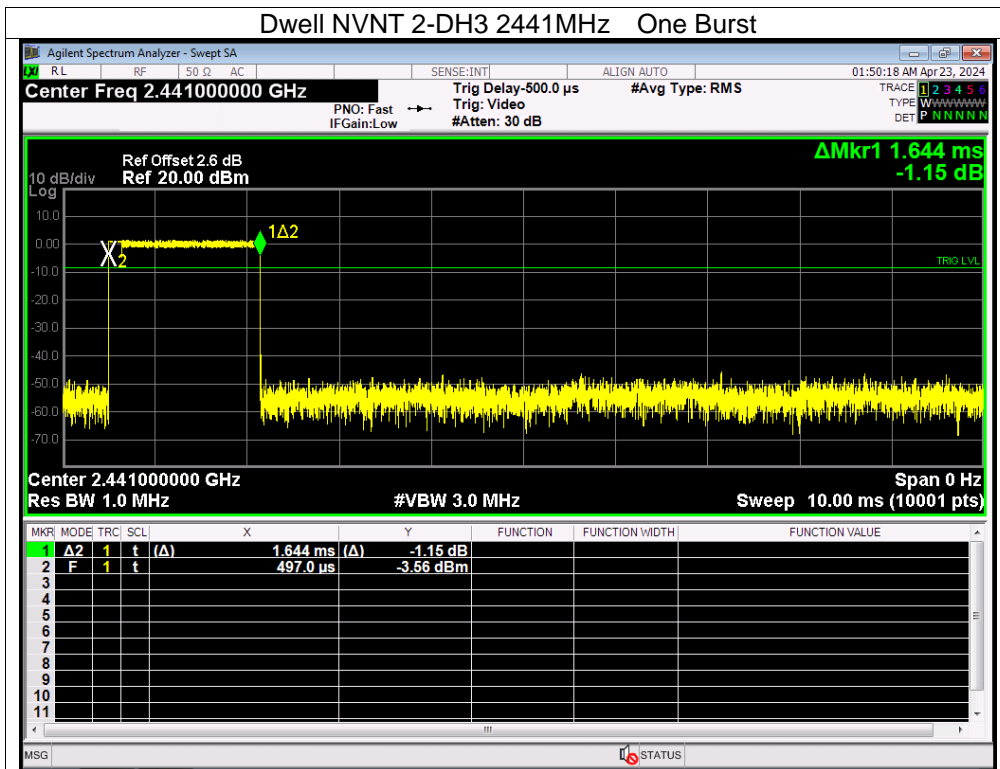 Dwell NVNT 2-DH3 2441MHz One Burst
Agilent Spectrum Analyzer - Swept SA
LXI RL RF 50 Ω AC SENSE:INT ALIGN AUTO 01:50:18 AM Apr 23, 2024
Center Freq 2.441000000 GHz
PNO: Fast
IFGain:Low
Trig Delay-500.0 µs
Trig: Video
#Atten: 30 dB
#Avg Type: RMS
TRACE 1 2 3 4 5 6
TYPE WWWWWW
DET P N N N N N
ΔMkr1 1.644 ms
-1.15 dB
Ref Offset 2.6 dB
10 dB/div Ref 20.00 dBm
Log
10.0
0.00
-10.0
-20.0
-30.0
-40.0
-50.0
-60.0
-70.0
1Δ2
2
TRIG LVL
Center 2.441000000 GHz Span 0 Hz
Res BW 1.0 MHz #VBW 3.0 MHz Sweep 10.00 ms (10001 pts)
MKR MODE TRC SCL X Y FUNCTION FUNCTION WIDTH FUNCTION VALUE
1 Δ2 1 t (Δ) 1.644 ms (Δ) -1.15 dB
2 F 1 t 497.0 µs -3.56 dBm
3
4
5
6
7
8
9
10
11
MSG STATUS